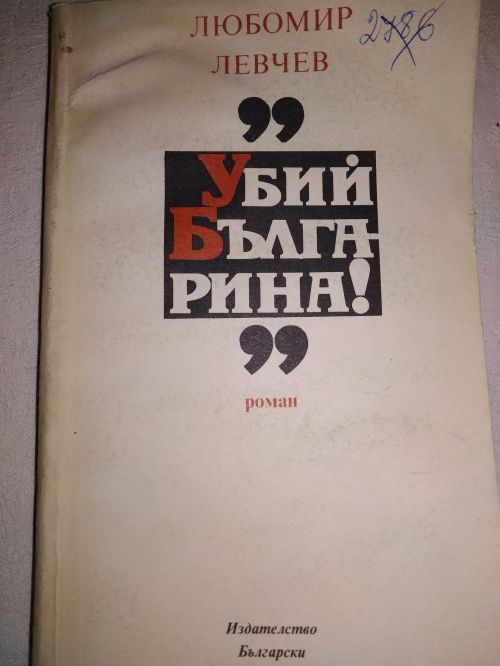 ЛЮБОМИР
ЛЕВЧЕВ
"
УБИЙ
БЪЛГА-
РИНА!
"
роман
Издателство
Български